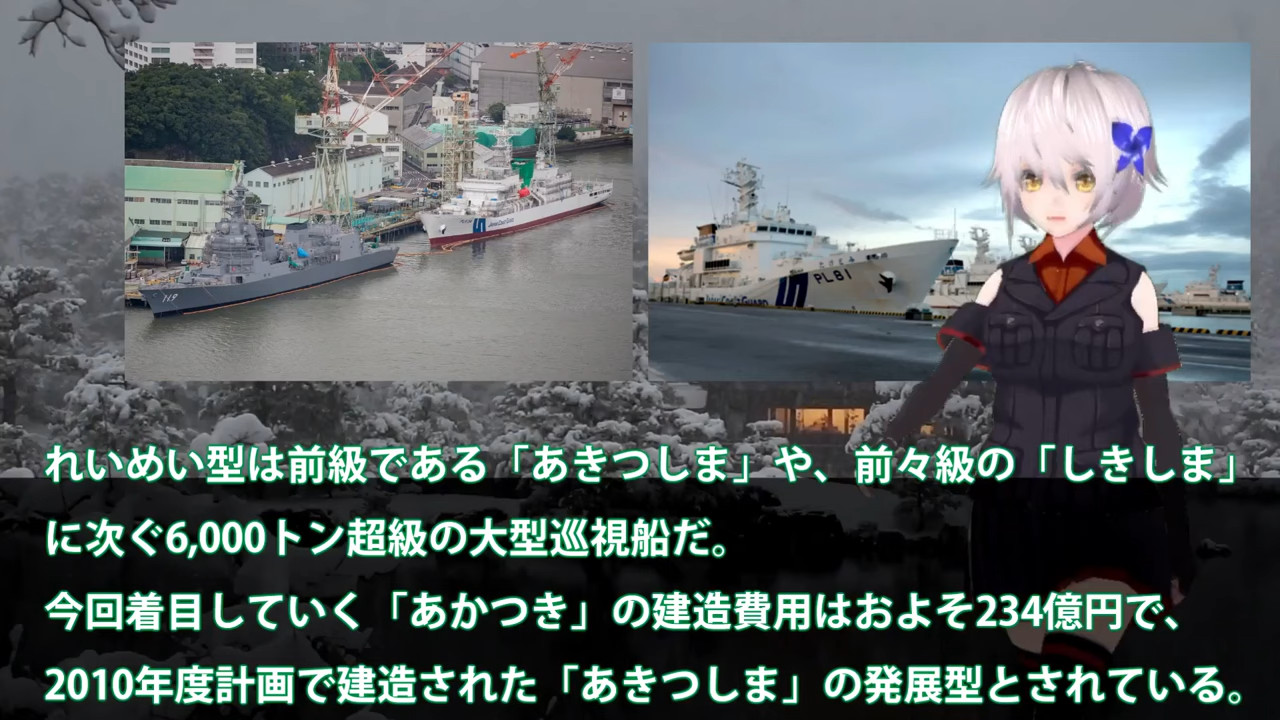 119
JAPAN COAST GUARD
PL81
れいめい型は前級である「あきつしま」や、前々級の「しきしま」
に次ぐ6,000トン超級の大型巡視船だ。
今回着目していく「あかつき」の建造費用はおよそ234億円で、
2010年度計画で建造された「あきつしま」の発展型とされている。